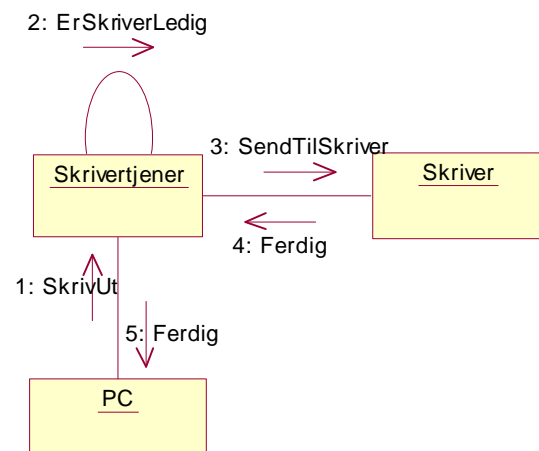 2: ErSkriverLedig
3: SendTilSkriver
Skrivertjener
Skriver
4: Ferdig
1: SkrivUt
5: Ferdig
PC